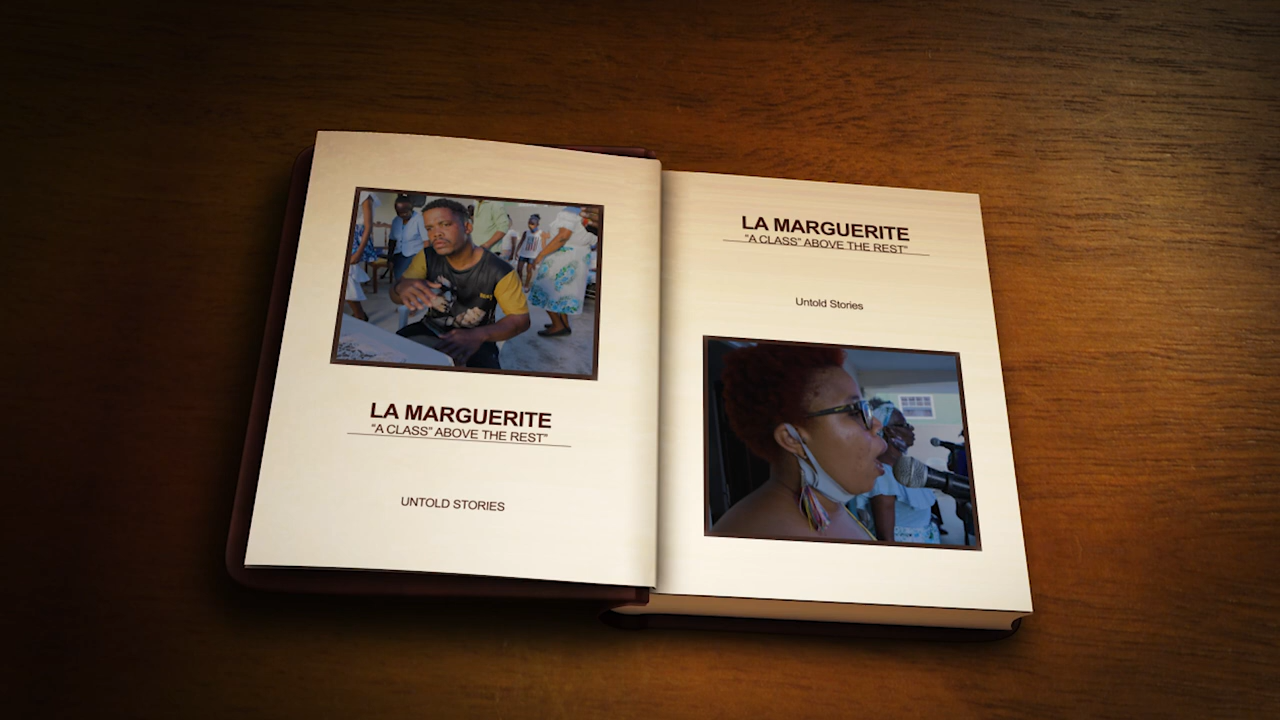 LA MARGUERITE
“A CLASS” ABOVE THE REST”
UNTOLD STORIES
LA MARGUERITE
“A CLASS” ABOVE THE REST”
Untold Stories